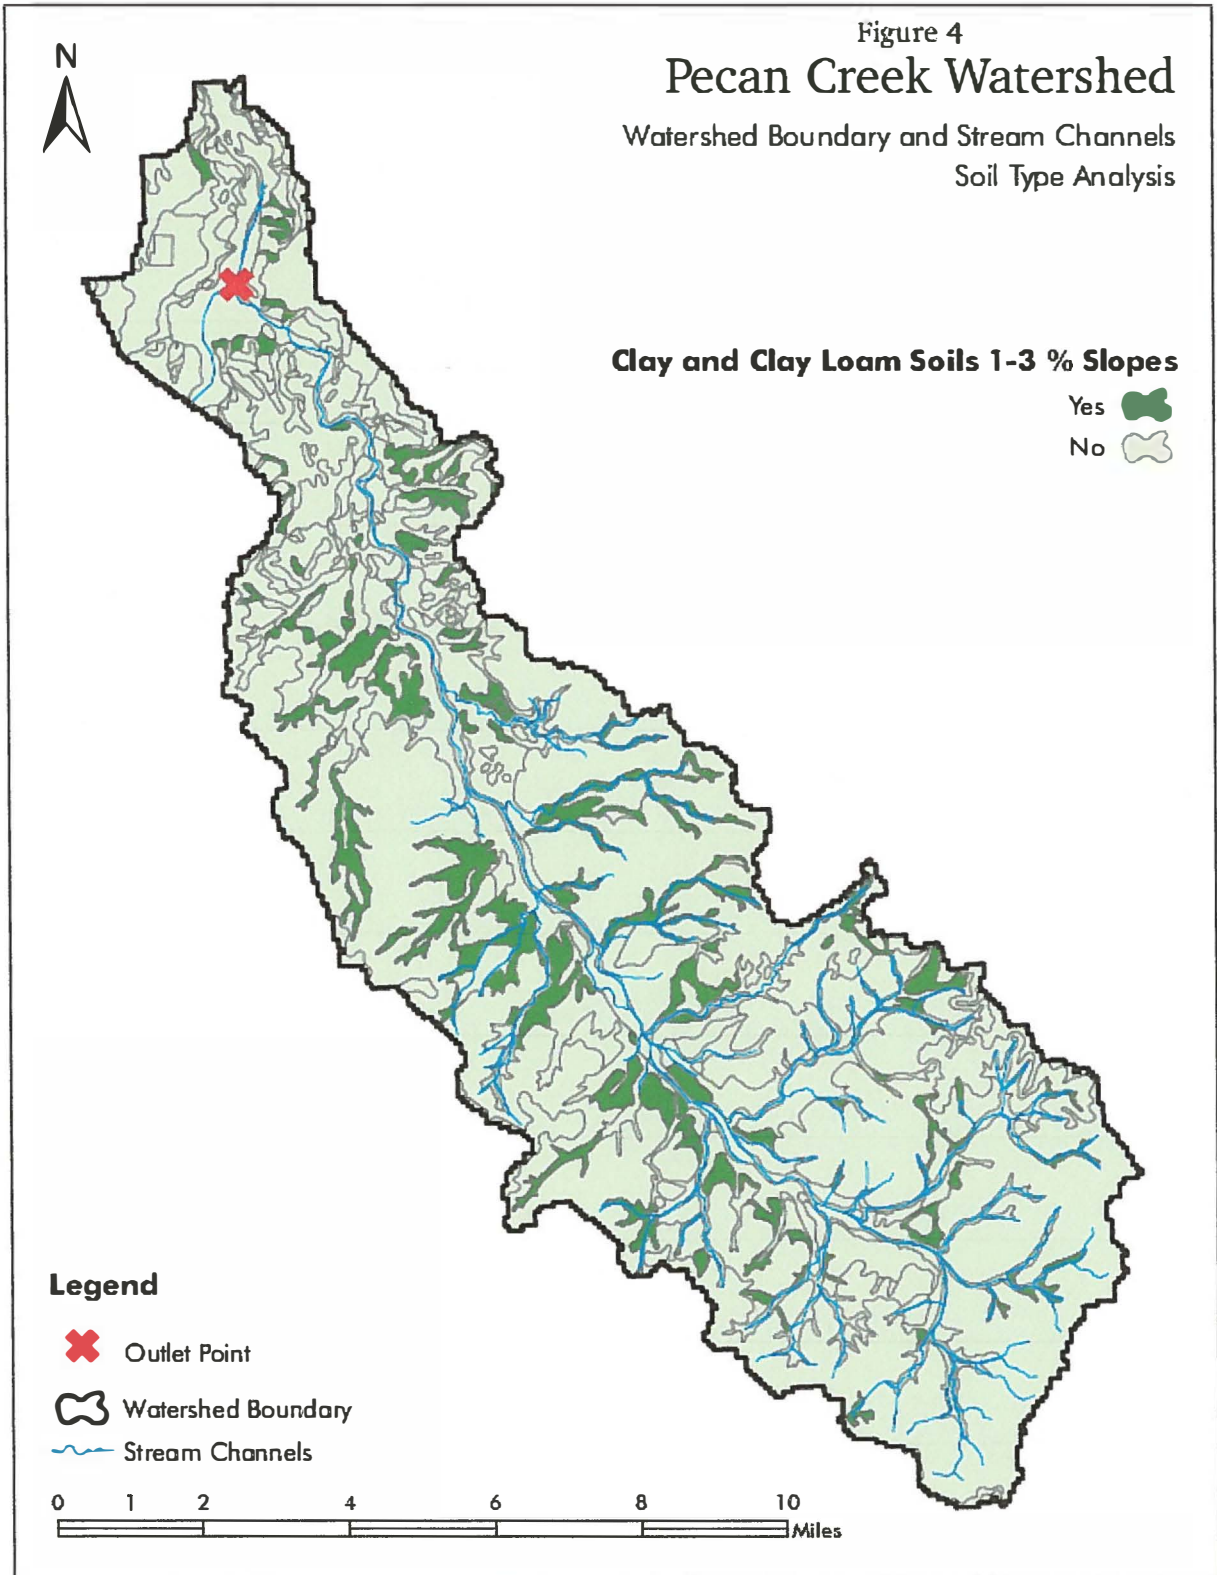 Figure 4
Pecan Creek Watershed
Watershed Boundary and Stream Channels
Soil Type Analysis
N
Clay and Clay Loam Soils 1-3 % Slopes
Yes
No
Legend
Outlet Point
Watershed Boundary
Stream Channels
0 1 2 4 6 8 10
Miles